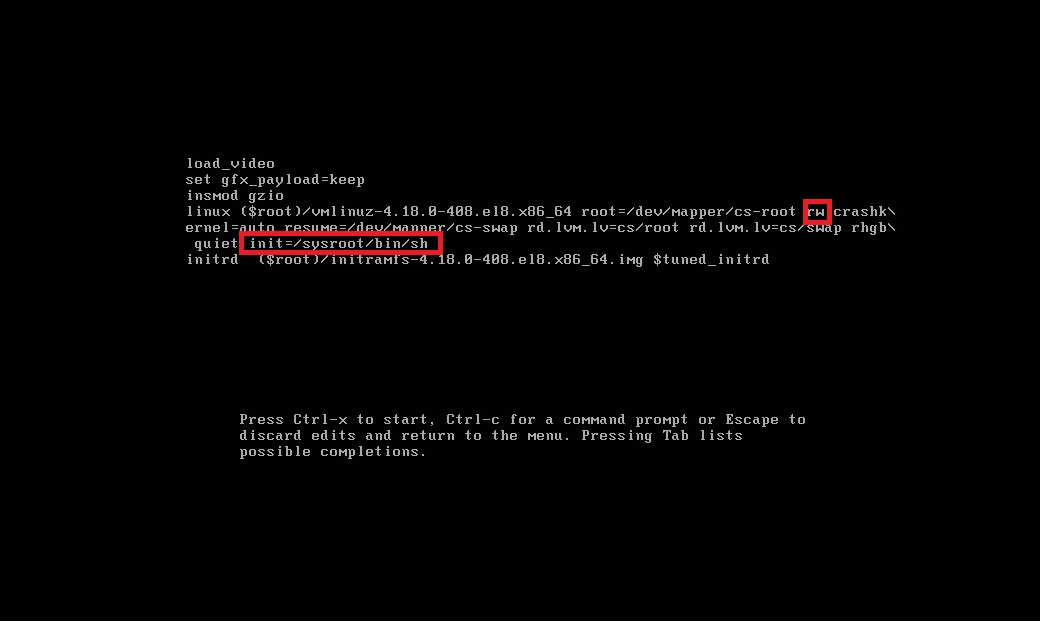 load_video
set gfx_payload=keep
insmod gzio
linux ($root)/vmlinuz-4.18.0-408.el8.x86_64 root=/dev/mapper/cs-root rw crashk\
ernel=auto resume=/dev/mapper/cs-swap rd.lvm.lv=cs/root rd.lvm.lv=cs/swap rhgb\
 quiet init=/sysroot/bin/sh
initrd  ($root)/initramfs-4.18.0-408.el8.x86_64.img $tuned_initrd
Press Ctrl-x to start, Ctrl-c for a command prompt or Escape to
discard edits and return to the menu. Pressing Tab lists
possible completions.